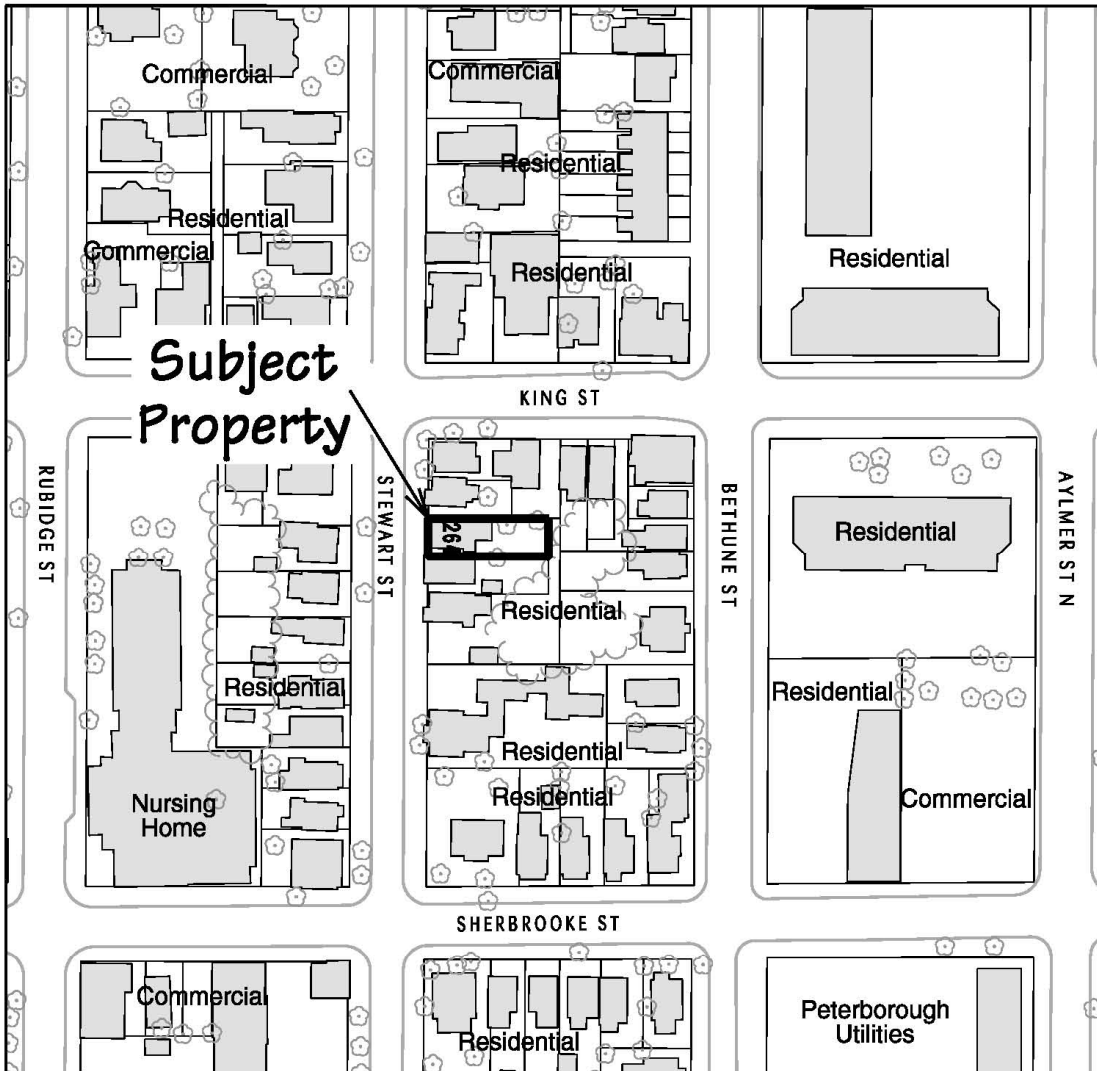 Commercial
Commercial
Residential
Residential
Commercial
Residential
Residential
Subject
Property
KING ST
RUBIDGE ST
STEWART ST
BETHUNE ST
AYLMER ST N
26
Residential
Residential
Residential
Residential
Residential
Residential
Nursing
Home
Commercial
SHERBROOKE ST
Commercial
Residential
Peterborough
Utilities